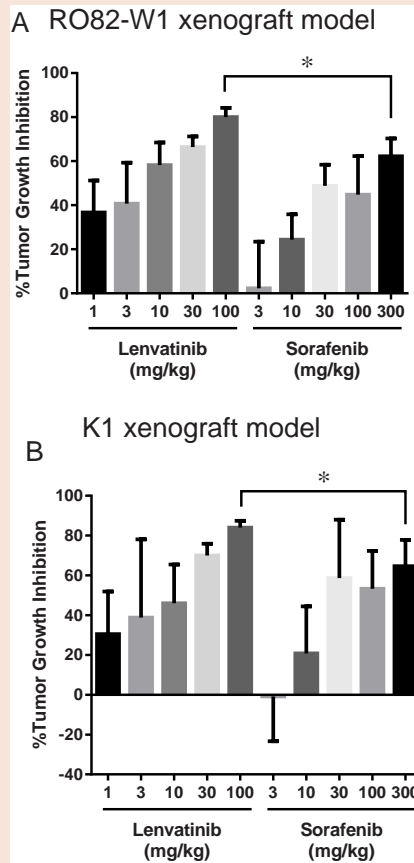 A RO82-W1 xenograft model
*
%Tumor Growth Inhibition
100
80
60
40
20
0
1 3 10 30 100 3 10 30 100 300
Lenvatinib Sorafenib
(mg/kg) (mg/kg)
K1 xenograft model
B
*
%Tumor Growth Inhibition
100
80
60
40
20
0
-20
-40
1 3 10 30 100 3 10 30 100 300
Lenvatinib Sorafenib
(mg/kg) (mg/kg)